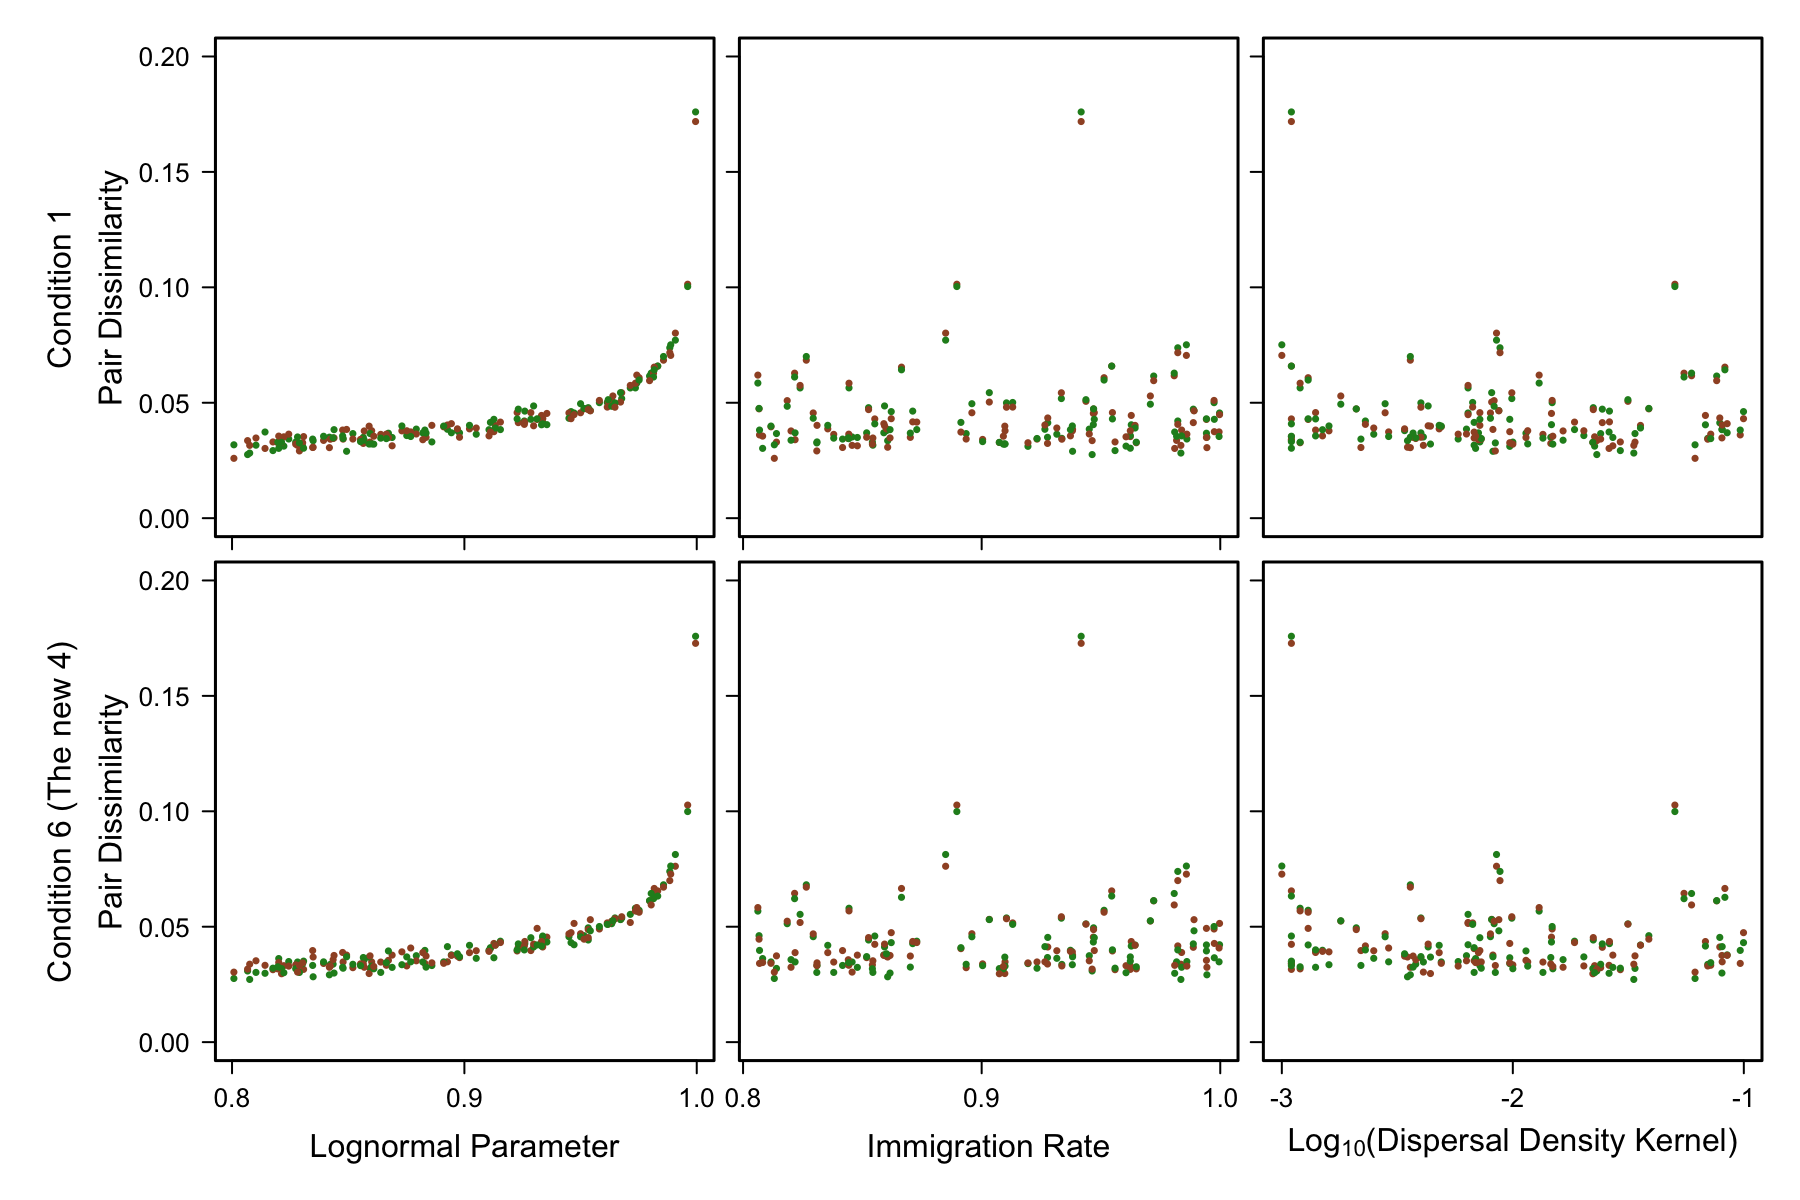 Condition 1
Pair Dissimilarity
0.20
0.15
0.10
0.05
0.00
Condition 6 (The new 4)
Pair Dissimilarity
0.20
0.15
0.10
0.05
0.00
0.8 0.9 1.0 0.8 0.9 1.0 -3 -2 -1
Lognormal Parameter Immigration Rate Log₁₀(Dispersal Density Kernel)